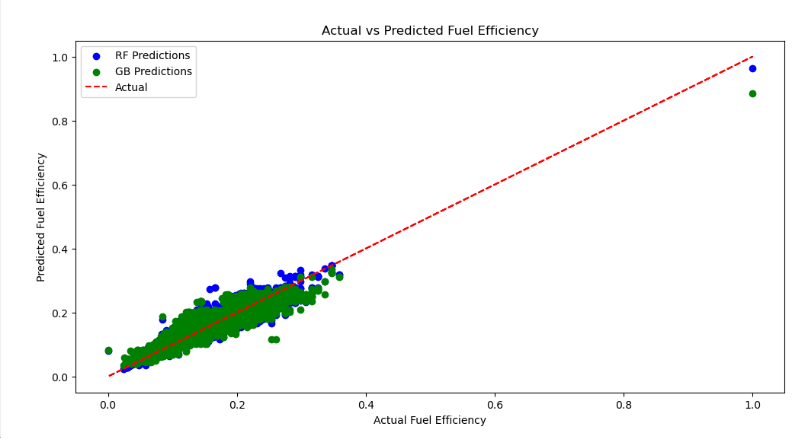 Actual vs Predicted Fuel Efficiency
RF Predictions
GB Predictions
Actual
Predicted Fuel Efficiency
1.0
0.8
0.6
0.4
0.2
0.0
0.0 0.2 0.4 0.6 0.8 1.0
Actual Fuel Efficiency